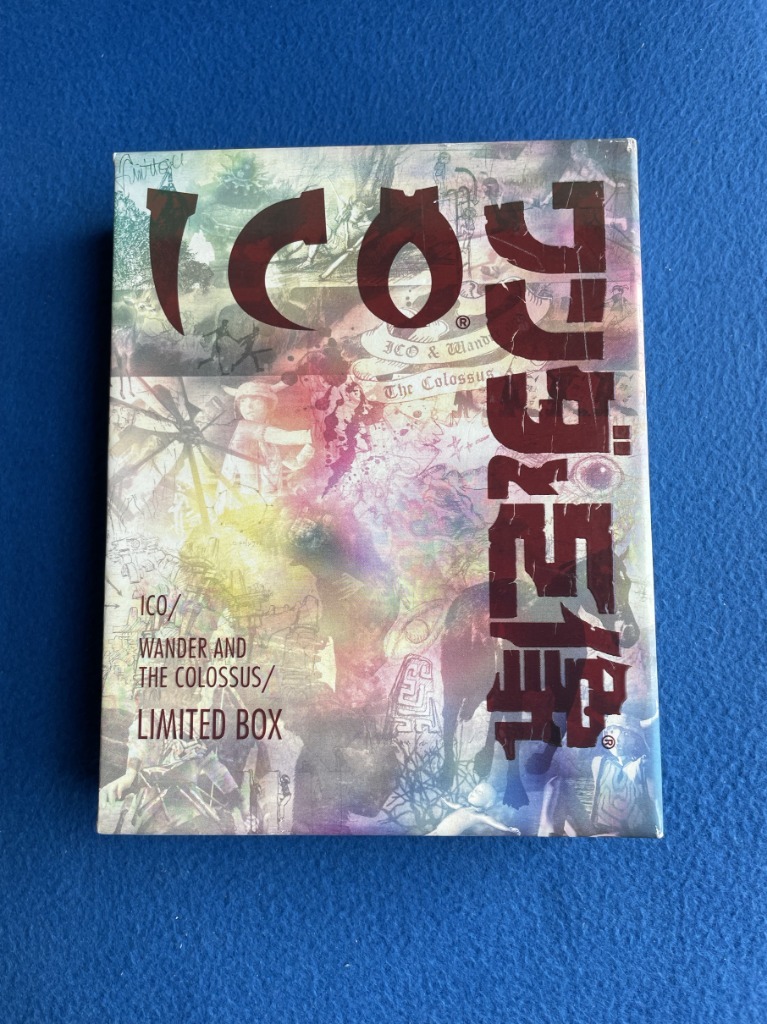 ICO®
ワンダと巨像®
ICO & Wand
The Colossus
ICO/
WANDER AND
THE COLOSSUS/
LIMITED BOX